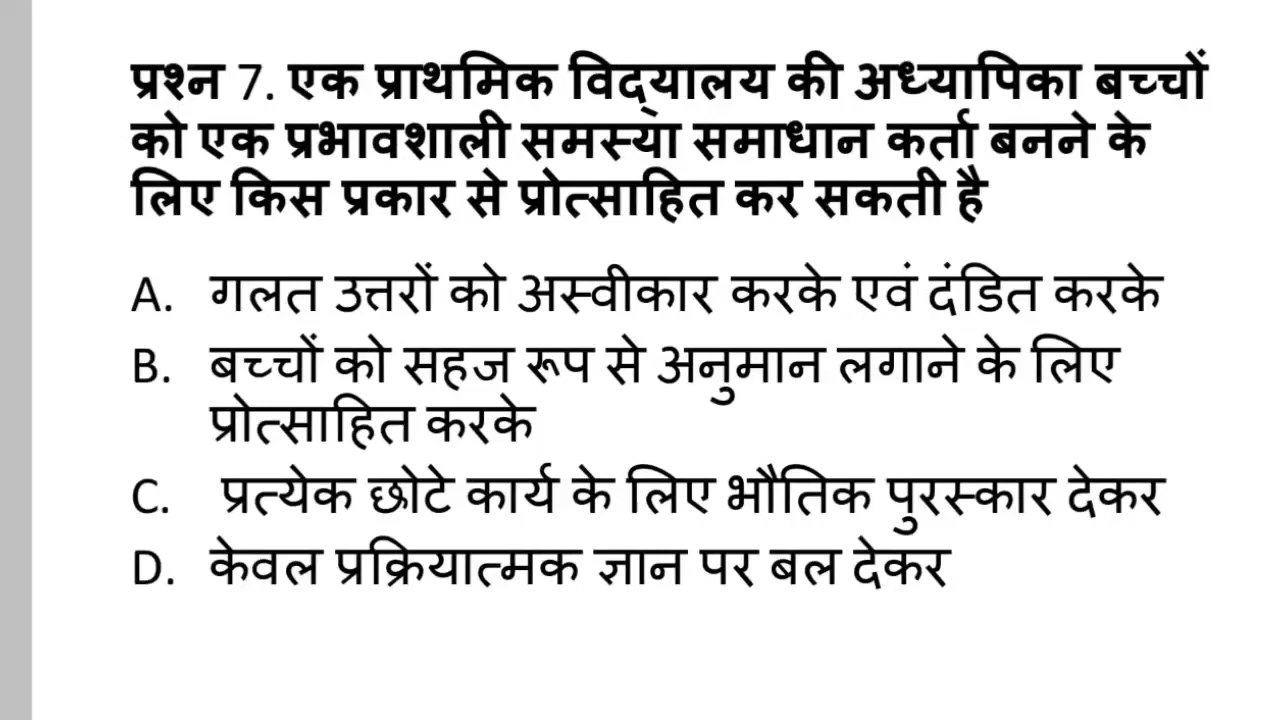 प्रश्न 7. एक प्राथमिक विद्यालय की अध्यापिका बच्चों
को एक प्रभावशाली समस्या समाधान कर्ता बनने के
लिए किस प्रकार से प्रोत्साहित कर सकती है
A. गलत उत्तरों को अस्वीकार करके एवं दंडित करके
B. बच्चों को सहज रूप से अनुमान लगाने के लिए
प्रोत्साहित करके
C. प्रत्येक छोटे कार्य के लिए भौतिक पुरस्कार देकर
D. केवल प्रक्रियात्मक ज्ञान पर बल देकर